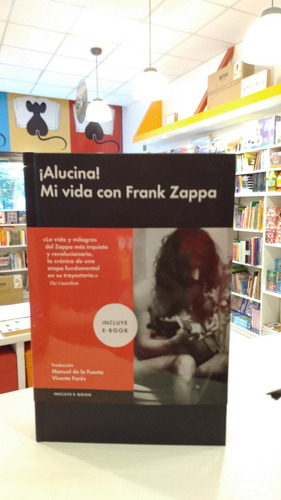 ¡Alucina!
Mi vida con Frank Zappa
«La vida y milagros
del Zappa más inquieto
y revolucionario,
la crónica de una
etapa fundamental
en su trayectoria.»
The Guardian
INCLUYE
E-BOOK
Traducción
Manuel de la Fuente
Vicente Forés
INCLUYE E-BOOK